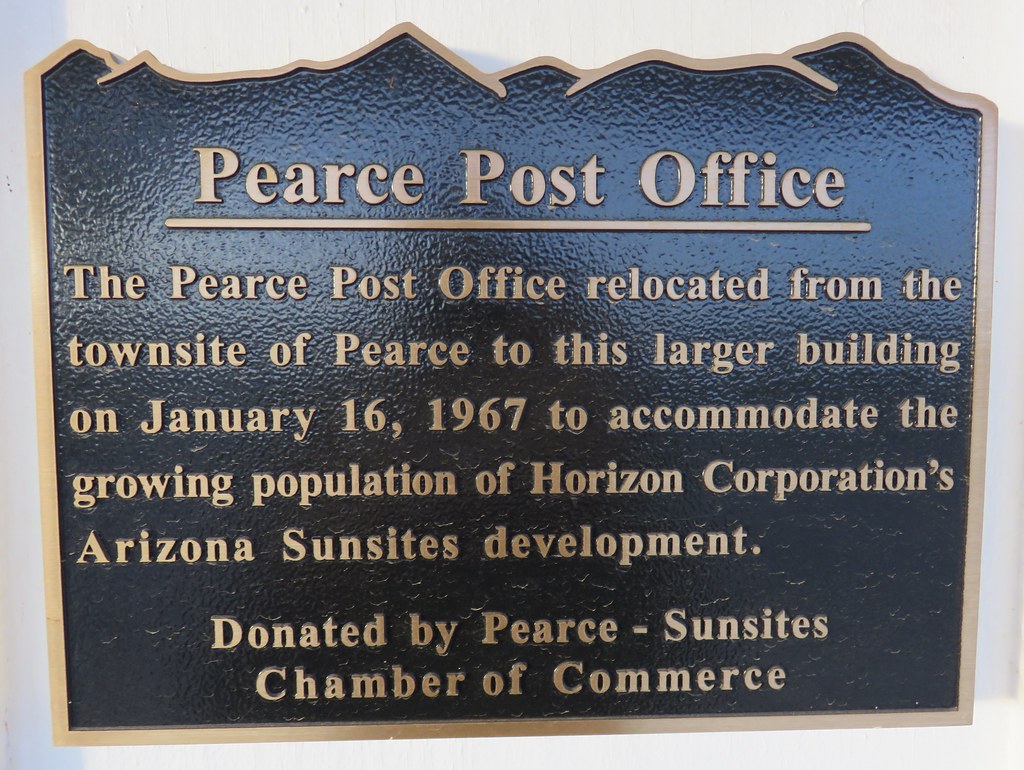 Pearce Post Office
The Pearce Post Office relocated from the
townsite of Pearce to this larger building
on January 16, 1967 to accommodate the
growing population of Horizon Corporation's
Arizona Sunsites development.
Donated by Pearce - Sunsites
Chamber of Commerce